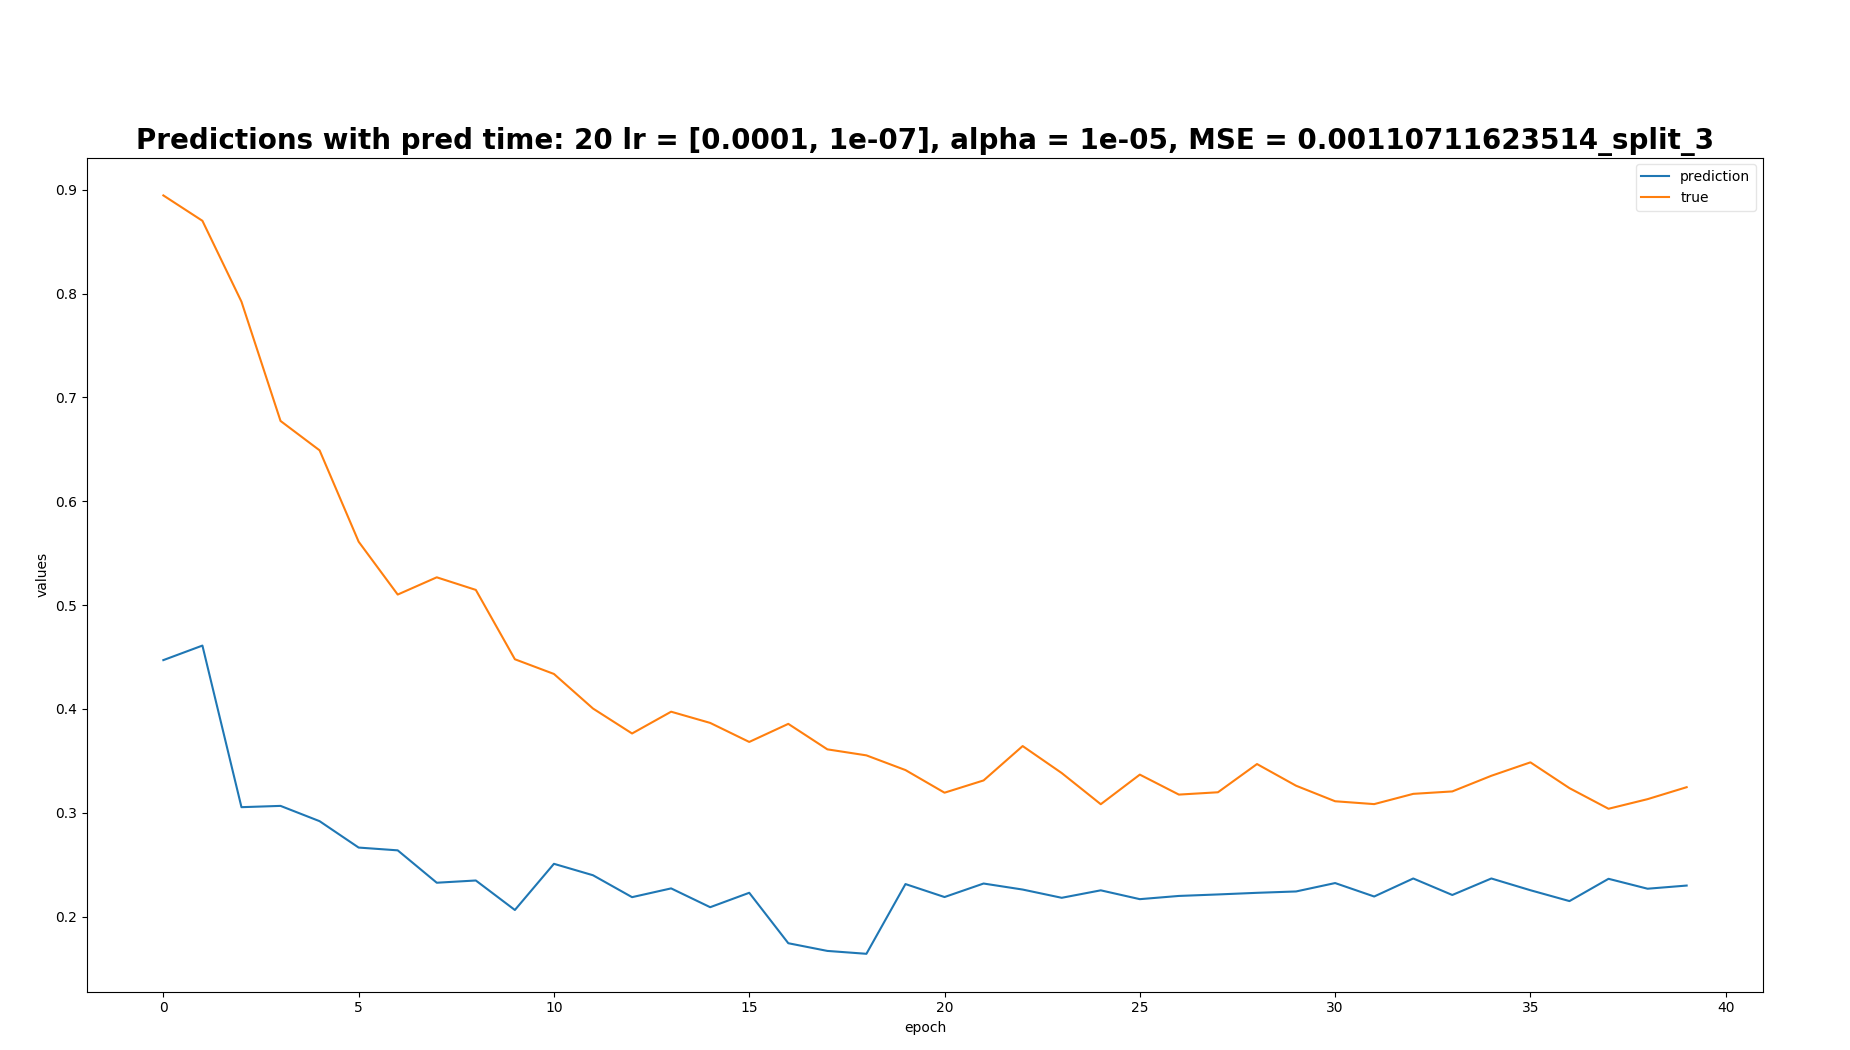 Predictions with pred time: 20 lr = [0.0001, 1e-07], alpha = 1e-05, MSE = 0.00110711623514_split_3
prediction
true
0.9
0.8
0.7
0.6
0.5
0.4
0.3
0.2
values
0 5 10 15 20 25 30 35 40
epoch